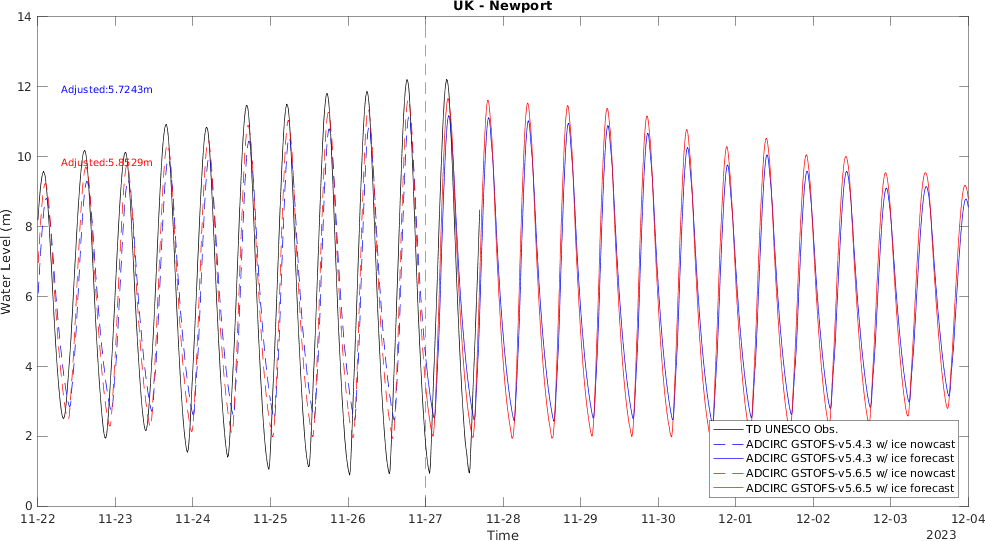 UK - Newport
14
12
10
8
6
4
2
0
Water Level (m)
Adjusted:5.7243m
Adjusted:5.8529m
TD UNESCO Obs.
ADCIRC GSTOFS-v5.4.3 w/ ice nowcast
ADCIRC GSTOFS-v5.4.3 w/ ice forecast
ADCIRC GSTOFS-v5.6.5 w/ ice nowcast
ADCIRC GSTOFS-v5.6.5 w/ ice forecast
11-22 11-23 11-24 11-25 11-26 11-27 11-28 11-29 11-30 12-01 12-02 12-03 12-04
Time
2023